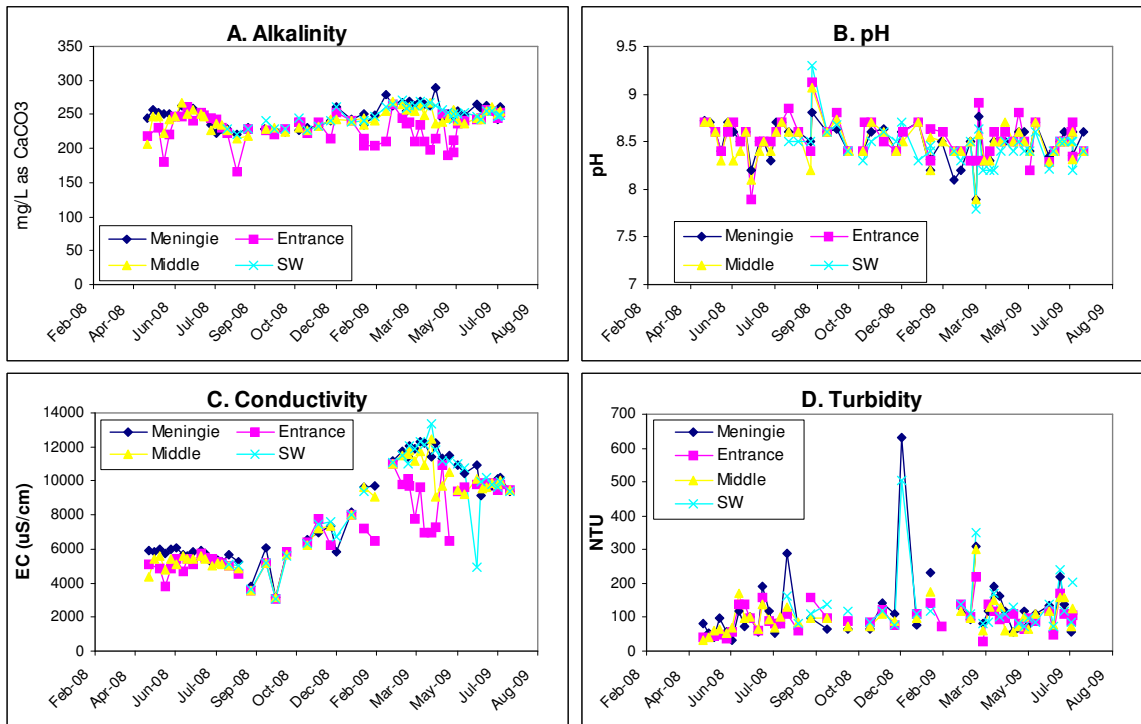 A. Alkalinity
mg/L as CaCO3
350
300
250
200
150
100
50
0
Meningie
Entrance
Middle
SW
Feb-08
Apr-08
Jun-08
Jul-08
Sep-08
Oct-08
Dec-08
Feb-09
Mar-09
May-09
Jul-09
Aug-09
B. pH
pH
9.5
9
8.5
8
7.5
7
Meningie
Entrance
Middle
SW
Feb-08
Apr-08
Jun-08
Jul-08
Sep-08
Oct-08
Dec-08
Feb-09
Mar-09
May-09
Jul-09
Aug-09
C. Conductivity
EC (uS/cm)
14000
12000
10000
8000
6000
4000
2000
0
Meningie
Entrance
Middle
SW
Feb-08
Apr-08
Jun-08
Jul-08
Sep-08
Oct-08
Dec-08
Feb-09
Mar-09
May-09
Jul-09
Aug-09
D. Turbidity
NTU
700
600
500
400
300
200
100
0
Meningie
Entrance
Middle
SW
Feb-08
Apr-08
Jun-08
Jul-08
Sep-08
Oct-08
Dec-08
Feb-09
Mar-09
May-09
Jul-09
Aug-09